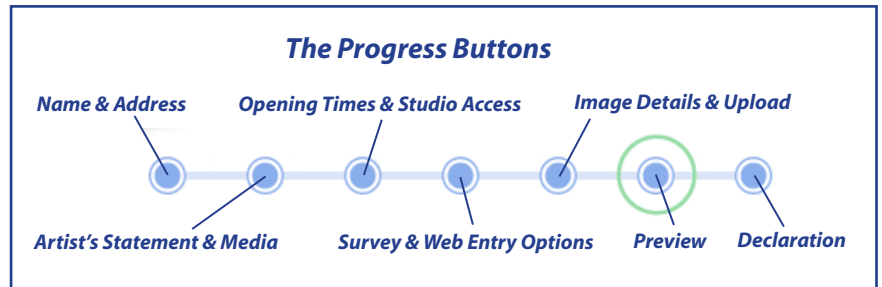 The Progress Buttons
Name & Address
Opening Times & Studio Access
Image Details & Upload
Artist’s Statement & Media
Survey & Web Entry Options
Preview
Declaration